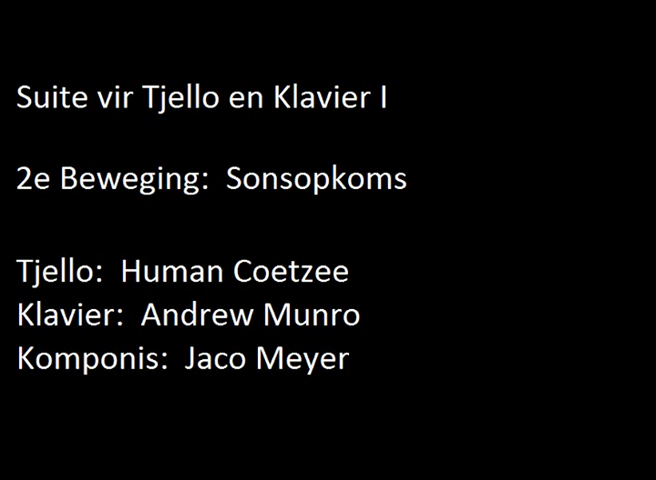 Suite vir Tjello en Klavier I
2e Beweging:  Sonsopkoms
Tjello:  Human Coetzee
Klavier:  Andrew Munro
Komponis:  Jaco Meyer